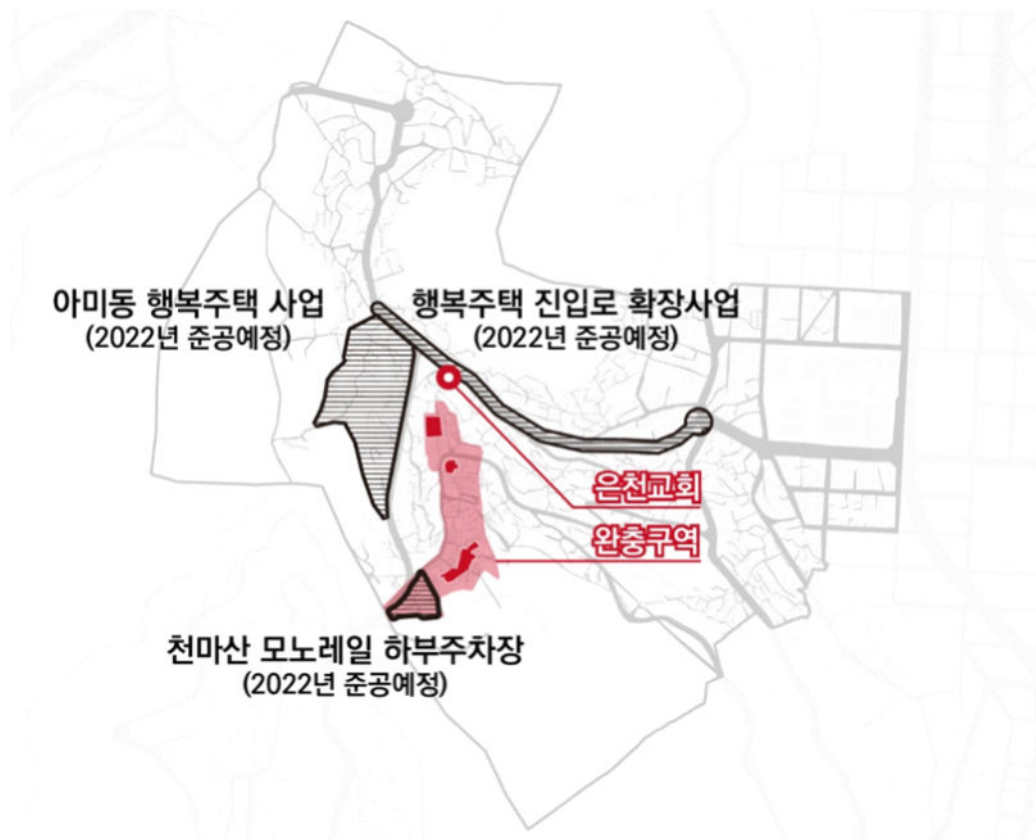 아미동 행복주택 사업
(2022년 준공예정)
행복주택 진입로 확장사업
(2022년 준공예정)
은천교회
완충구역
천마산 모노레일 하부주차장
(2022년 준공예정)